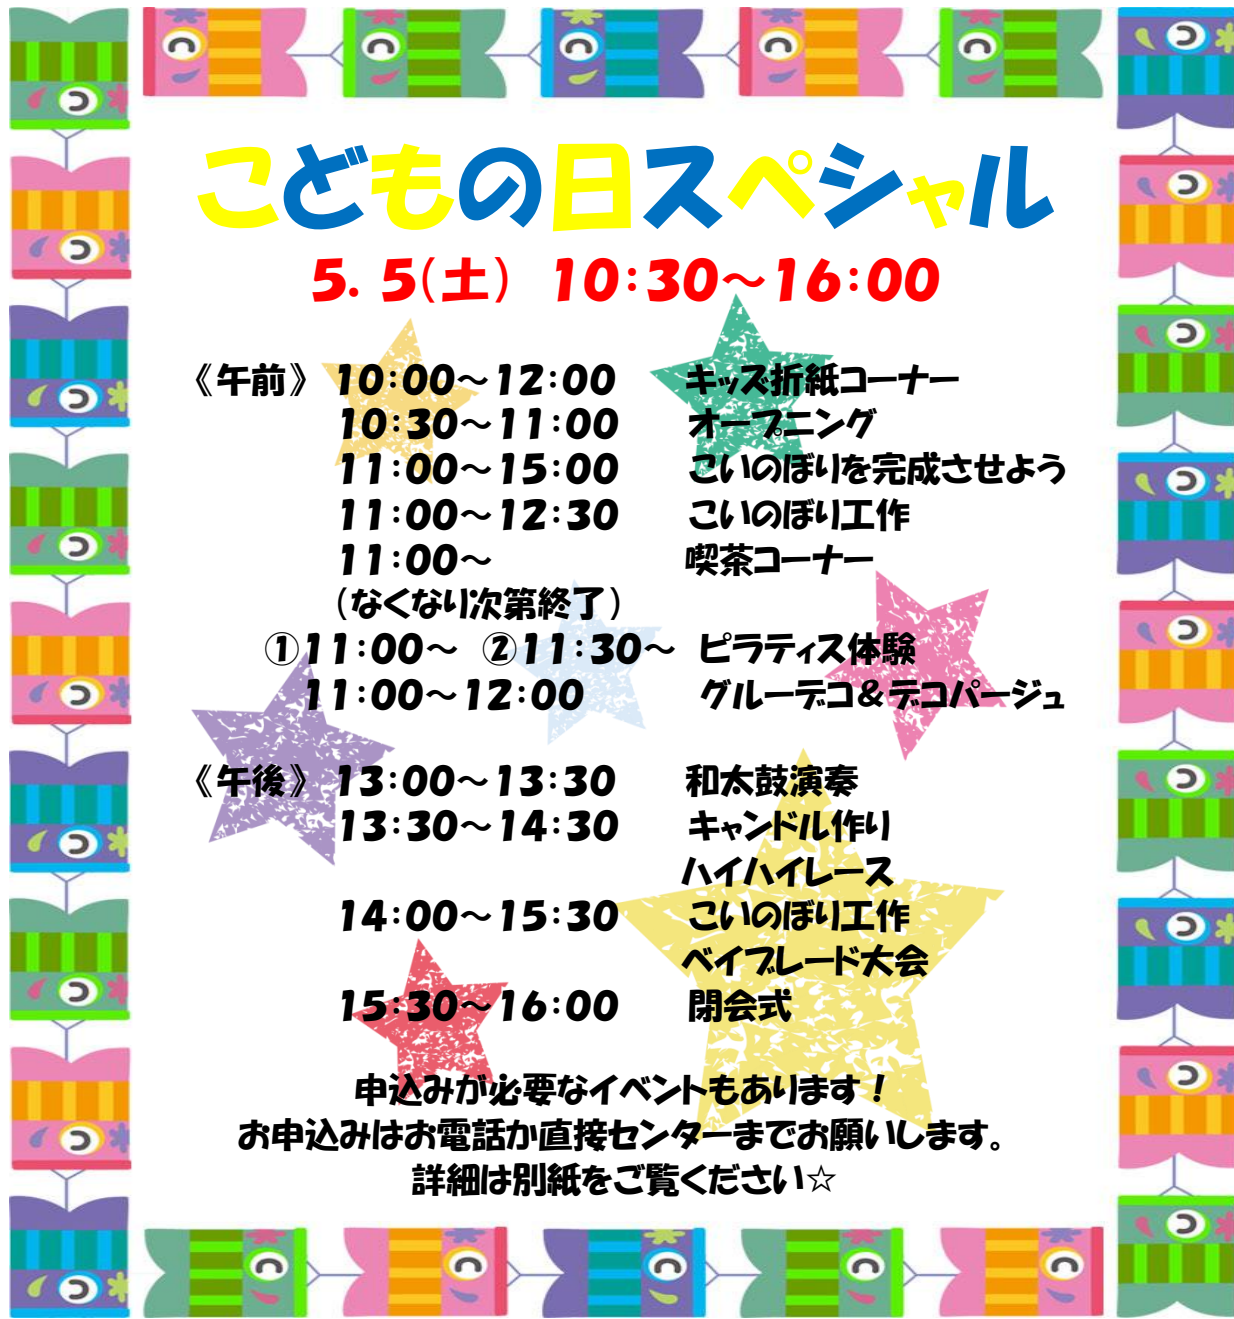 こどもの日スペシャル
5. 5(土) 10:30～16:00
《午前》 10:00～12:00 キッズ折紙コーナー
10:30～11:00 オープニング
11:00～15:00 こいのぼりを完成させよう
11:00～12:30 こいのぼり工作
11:00～ 喫茶コーナー
(なくなり次第終了)
①11:00～ ②11:30～ ピラティス体験
11:00～12:00 グルーデコ＆デコパージュ
《午後》 13:00～13:30 和太鼓演奏
13:30～14:30 キャンドル作り
ハイハイレース
14:00～15:30 こいのぼり工作
ベイブレード大会
15:30～16:00 閉会式
申込みが必要なイベントもあります！
お申込みはお電話か直接センターまでお願いします。
詳細は別紙をご覧ください☆